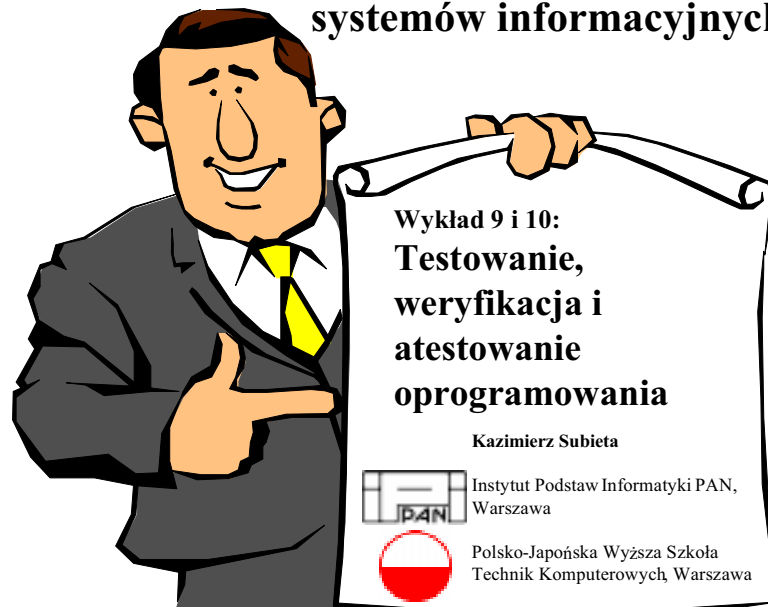 systemów informacyjnych
Wykład 9 i 10:
Testowanie,
weryfikacja i
atestowanie
oprogramowania
Kazimierz Subieta
PAN
Instytut Podstaw Informatyki PAN,
Warszawa
Polsko-Japońska Wyższa Szkoła
Technik Komputerowych, Warszawa